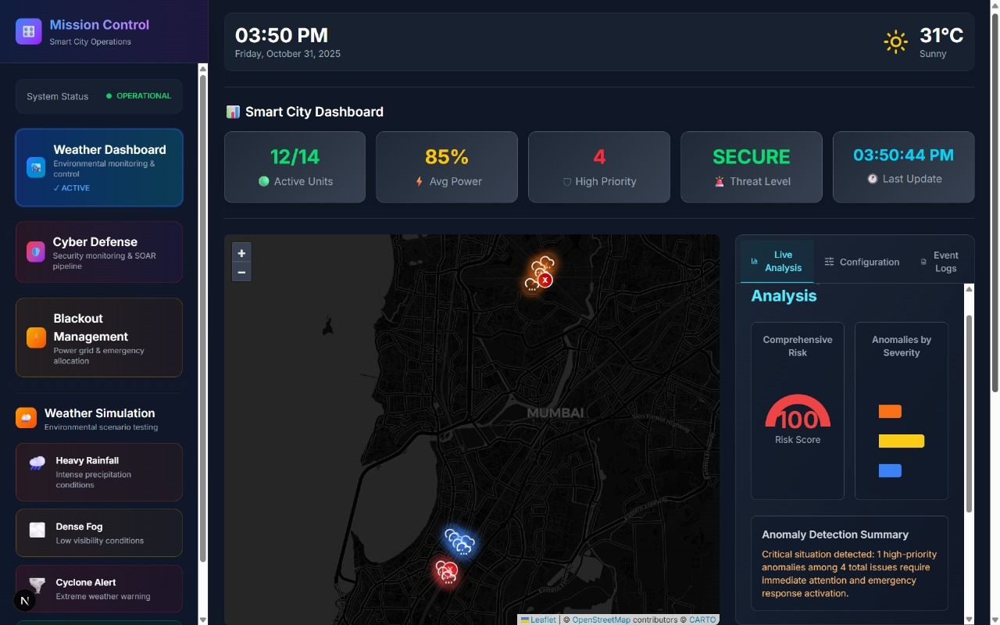 Mission Control
Smart City Operations
System Status
OPERATIONAL
Weather Dashboard
Environmental monitoring &
control
✓ ACTIVE
Cyber Defense
Security monitoring & SOAR
pipeline
Blackout
Management
Power grid & emergency
allocation
Weather Simulation
Environmental scenario testing
Heavy Rainfall
Intense precipitation
conditions
Dense Fog
Low visibility conditions
Cyclone Alert
Extreme weather warning
N
03:50 PM
Friday, October 31, 2025
31°C
Sunny
Smart City Dashboard
12/14
Active Units
85%
Avg Power
4
High Priority
SECURE
Threat Level
03:50:44 PM
Last Update
+
−
x
MUMBAI
Sion Panvel Highway
Eastern Freeway
x
Leaflet | © OpenStreetMap contributors © CARTO
Live
Analysis
Configuration
Event
Logs
Analysis
Comprehensive
Risk
100
Risk Score
Anomalies by
Severity
Anomaly Detection Summary
Critical situation detected: 1 high-priority
anomalies among 4 total issues require
immediate attention and emergency
response activation.